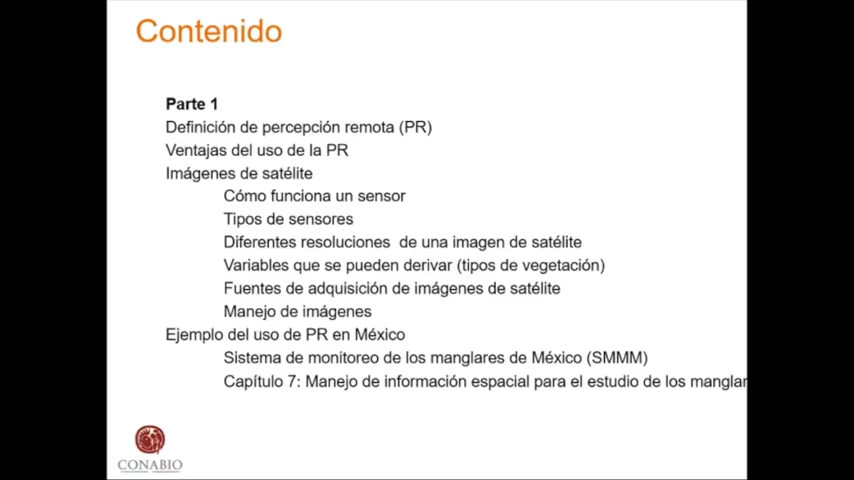 Contenido
Parte 1
Definición de percepción remota (PR)
Ventajas del uso de la PR
Imágenes de satélite
Cómo funciona un sensor
Tipos de sensores
Diferentes resoluciones de una imagen de satélite
Variables que se pueden derivar (tipos de vegetación)
Fuentes de adquisición de imágenes de satélite
Manejo de imágenes
Ejemplo del uso de PR en México
Sistema de monitoreo de los manglares de México (SMMM)
Capítulo 7: Manejo de información espacial para el estudio de los manglar
CONABIO